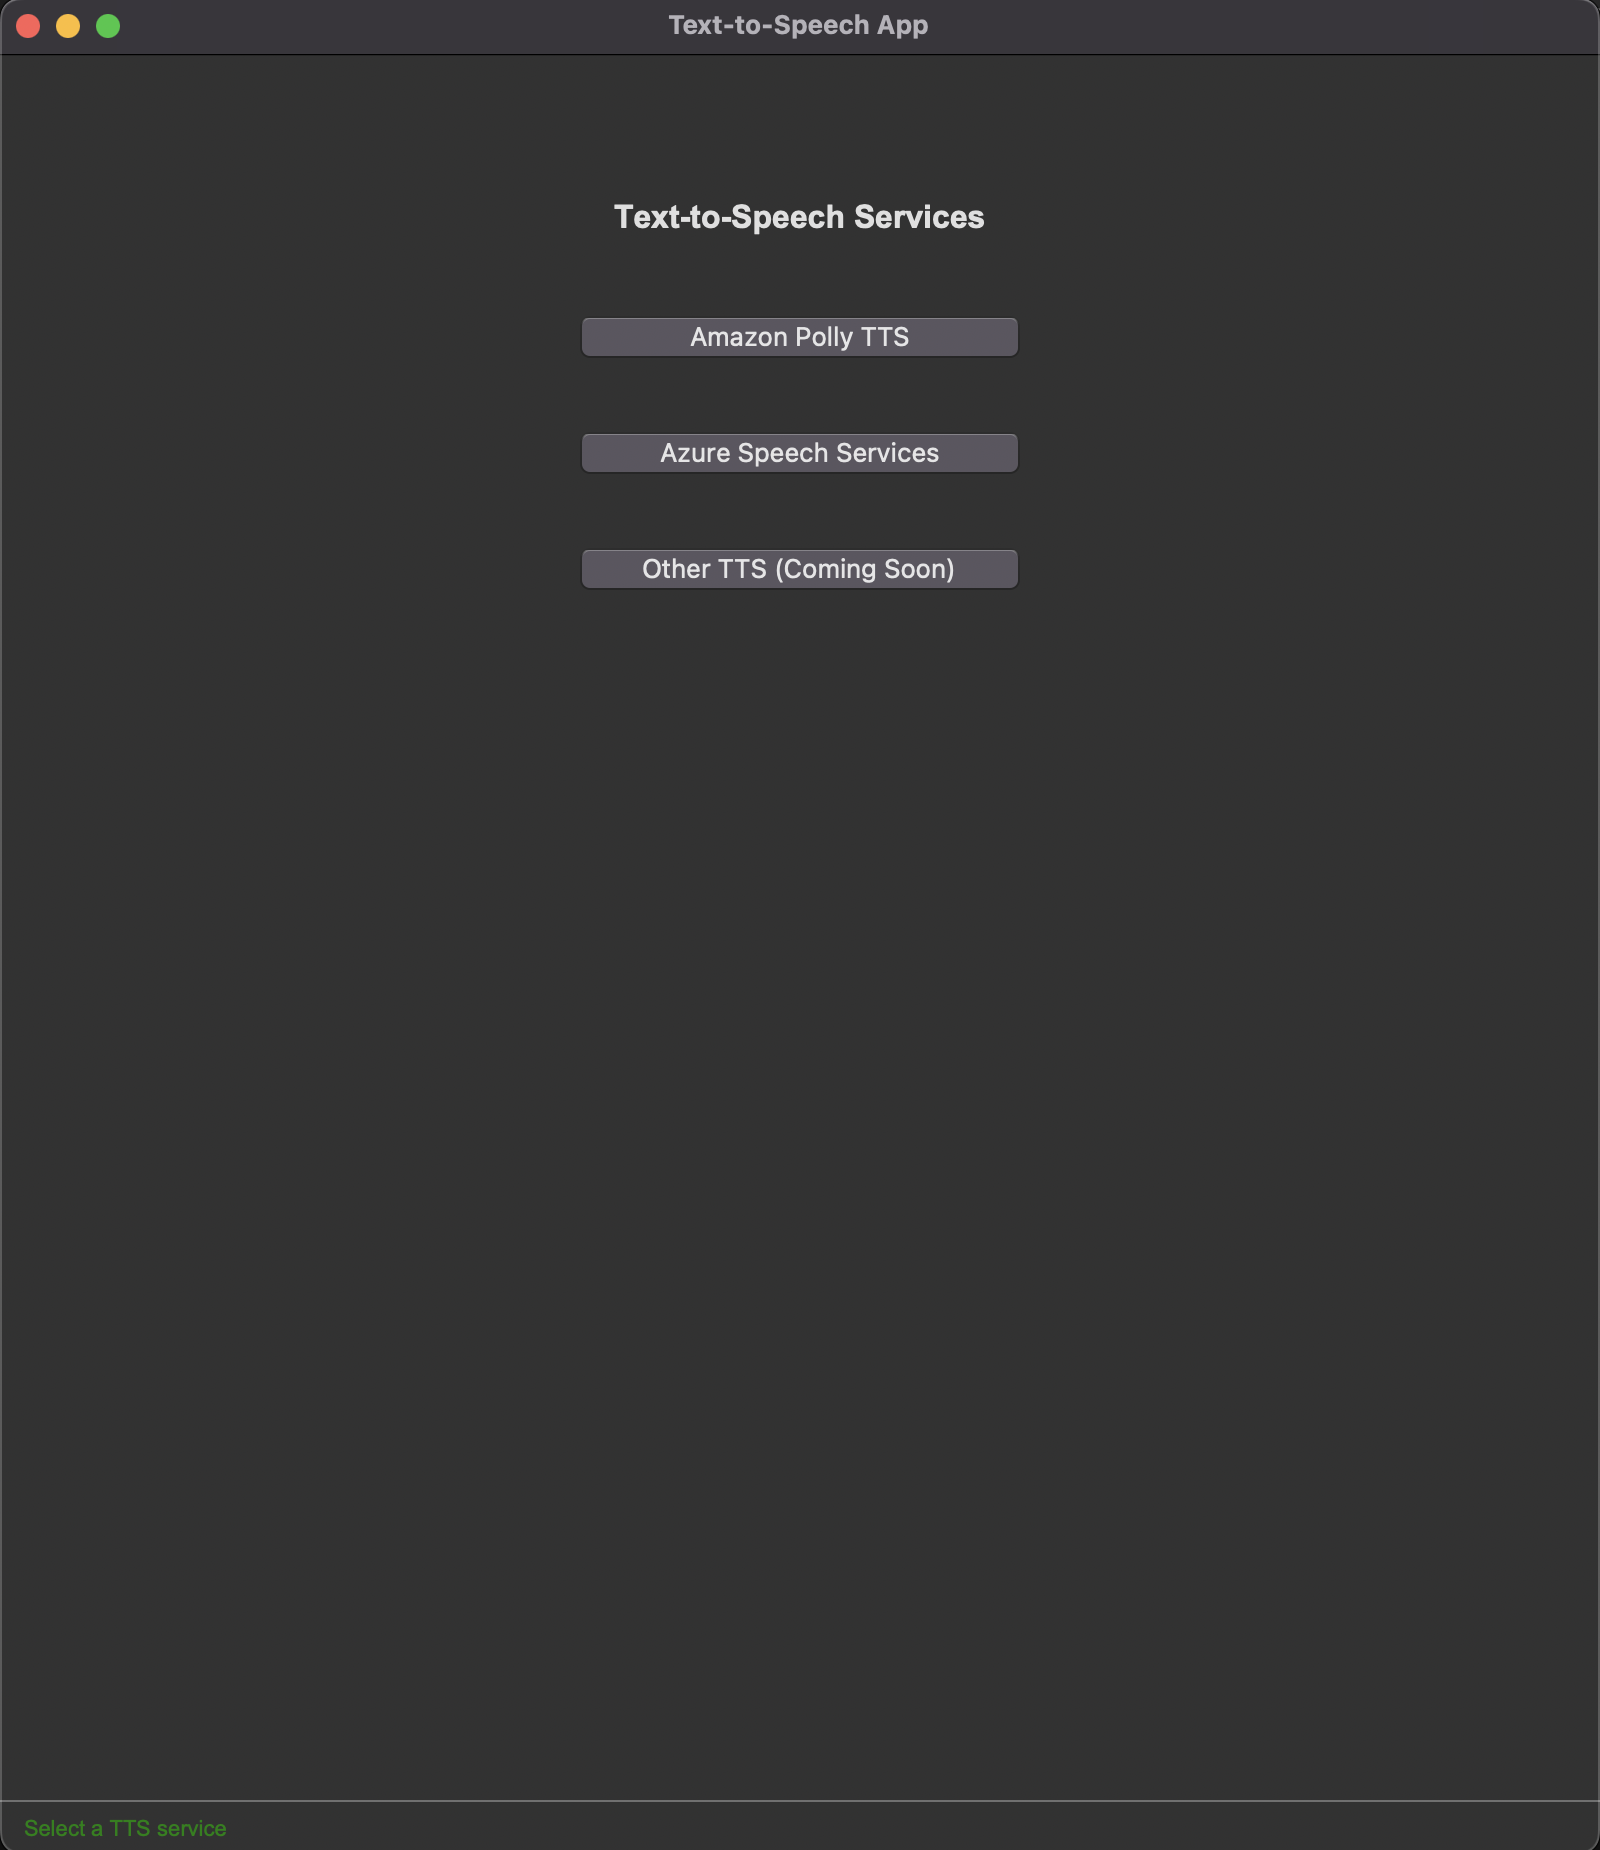 Text-to-Speech App
Text-to-Speech Services
Amazon Polly TTS
Azure Speech Services
Other TTS (Coming Soon)
Select a TTS service